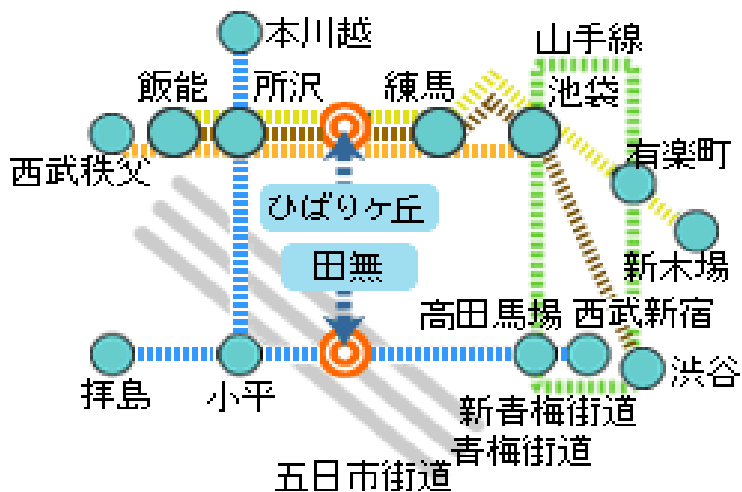 本川越
山手線
飯能
所沢
練馬
池袋
西武秩父
有楽町
ひばりヶ丘
田無
新木場
高田馬場
西武新宿
拝島
小平
渋谷
新青梅街道
青梅街道
五日市街道